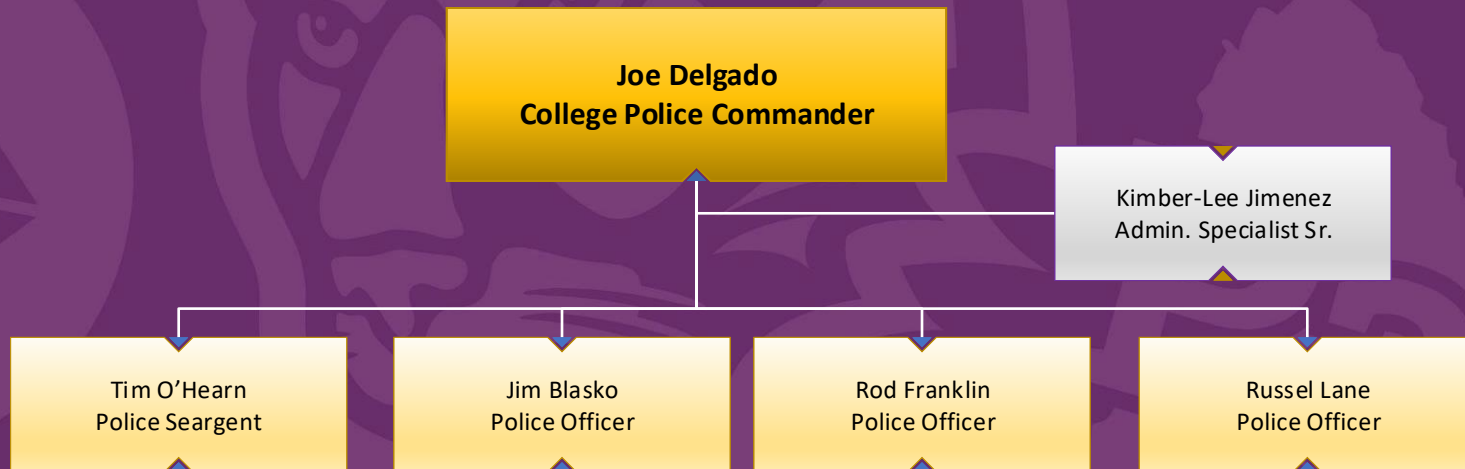 Joe Delgado
College Police Commander
Kimber-Lee Jimenez
Admin. Specialist Sr.
Tim O’Hearn
Police Seargent
Jim Blasko
Police Officer
Rod Franklin
Police Officer
Russel Lane
Police Officer